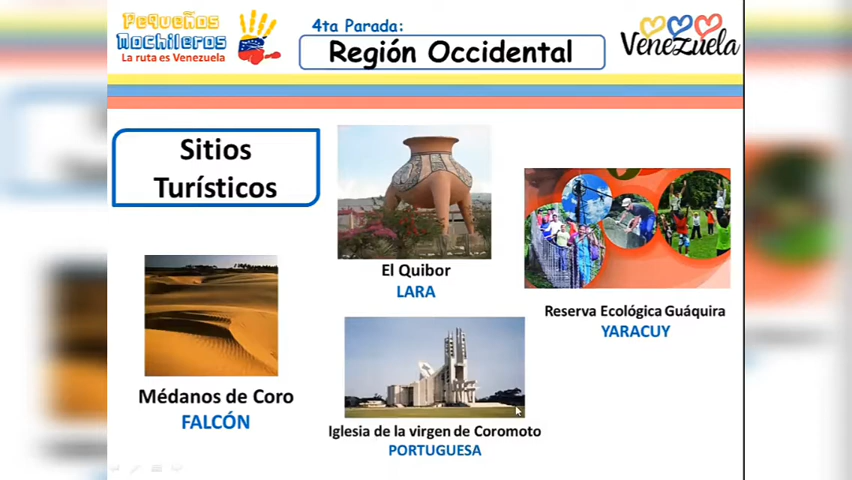 Pequeños
Mochileros
La ruta es Venezuela
4ta Parada:
Región Occidental
Venezuela
Sitios
Turísticos
El Quibor
LARA
Reserva Ecológica Guáquira
YARACUY
Médanos de Coro
FALCÓN
Iglesia de la virgen de Coromoto
PORTUGUESA